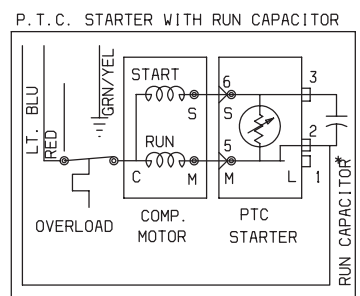 P.T.C. STARTER WITH RUN CAPACITOR
LT. BLU
RED
GRN/YEL
START
S
RUN
C
M
OVERLOAD
COMP.
MOTOR
6
S
5
M
L
PTC
STARTER
3
2
1
*
RUN CAPACITOR